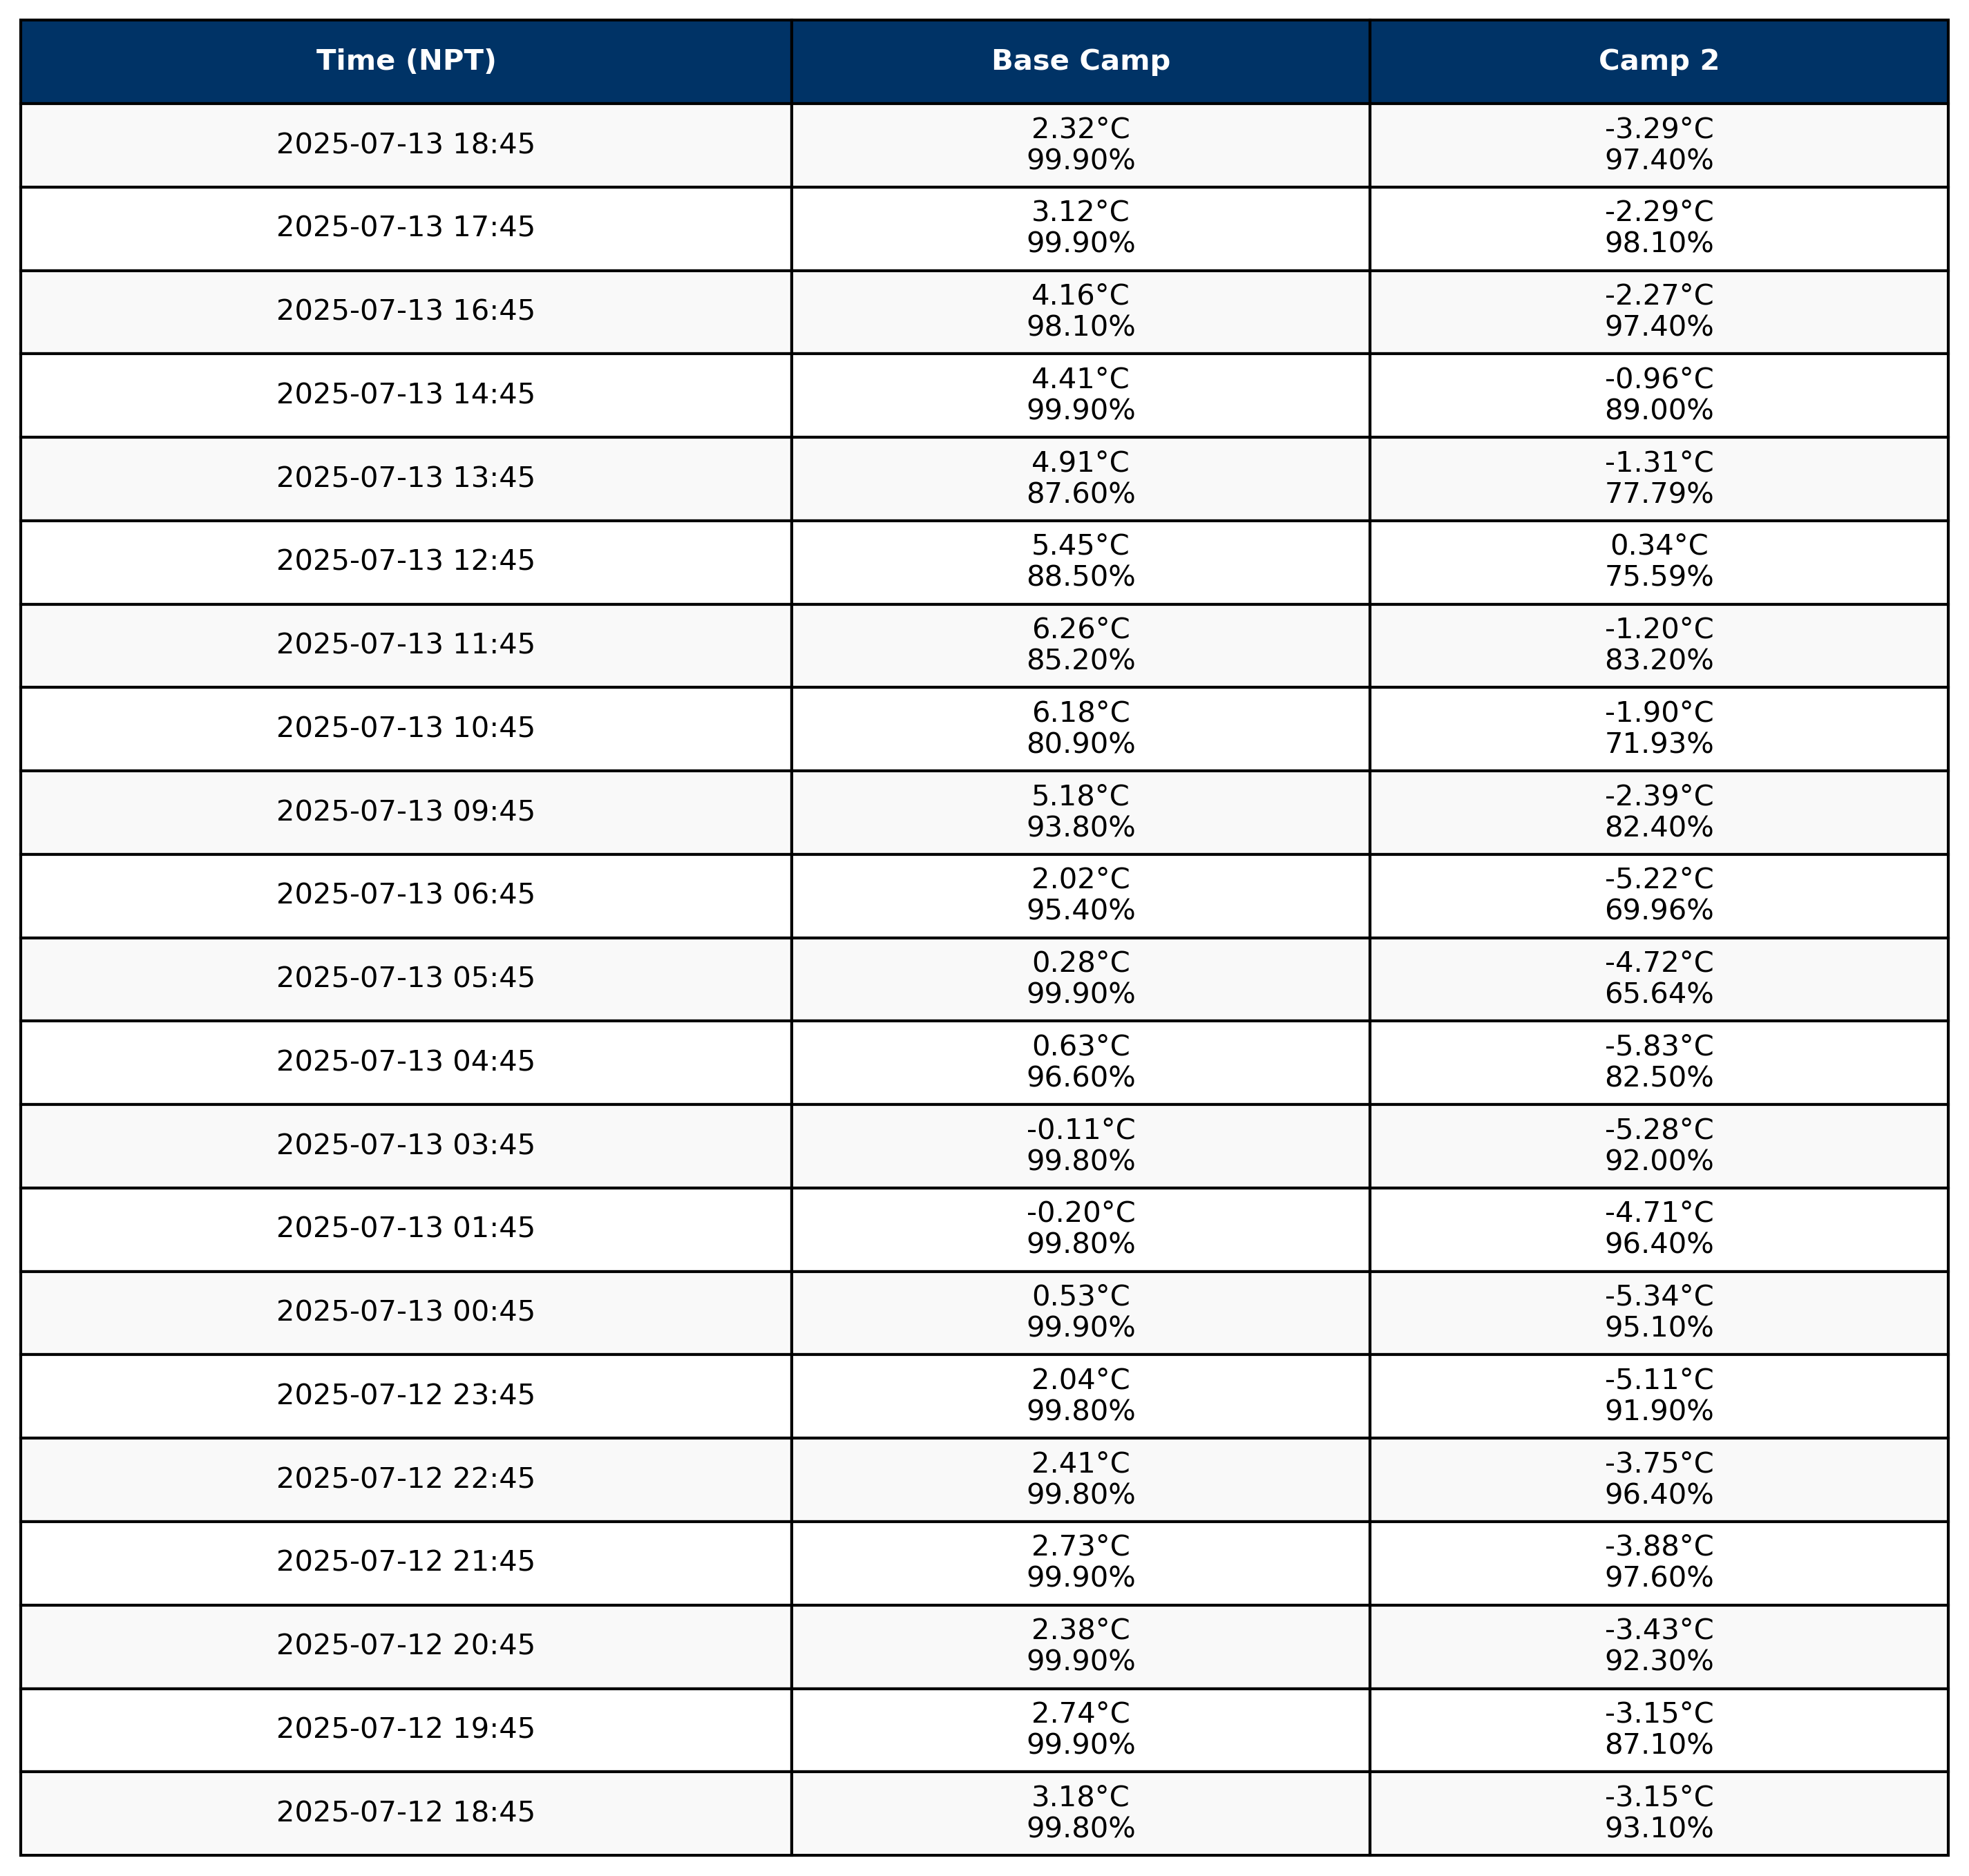 Time (NPT) Base Camp Camp 2
2025-07-13 18:45 2.32°C -3.29°C
99.90% 97.40%
2025-07-13 17:45 3.12°C -2.29°C
99.90% 98.10%
2025-07-13 16:45 4.16°C -2.27°C
98.10% 97.40%
2025-07-13 14:45 4.41°C -0.96°C
99.90% 89.00%
2025-07-13 13:45 4.91°C -1.31°C
87.60% 77.79%
2025-07-13 12:45 5.45°C 0.34°C
88.50% 75.59%
2025-07-13 11:45 6.26°C -1.20°C
85.20% 83.20%
2025-07-13 10:45 6.18°C -1.90°C
80.90% 71.93%
2025-07-13 09:45 5.18°C -2.39°C
93.80% 82.40%
2025-07-13 06:45 2.02°C -5.22°C
95.40% 69.96%
2025-07-13 05:45 0.28°C -4.72°C
99.90% 65.64%
2025-07-13 04:45 0.63°C -5.83°C
96.60% 82.50%
2025-07-13 03:45 -0.11°C -5.28°C
99.80% 92.00%
2025-07-13 01:45 -0.20°C -4.71°C
99.80% 96.40%
2025-07-13 00:45 0.53°C -5.34°C
99.90% 95.10%
2025-07-12 23:45 2.04°C -5.11°C
99.80% 91.90%
2025-07-12 22:45 2.41°C -3.75°C
99.80% 96.40%
2025-07-12 21:45 2.73°C -3.88°C
99.90% 97.60%
2025-07-12 20:45 2.38°C -3.43°C
99.90% 92.30%
2025-07-12 19:45 2.74°C -3.15°C
99.90% 87.10%
2025-07-12 18:45 3.18°C -3.15°C
99.80% 93.10%